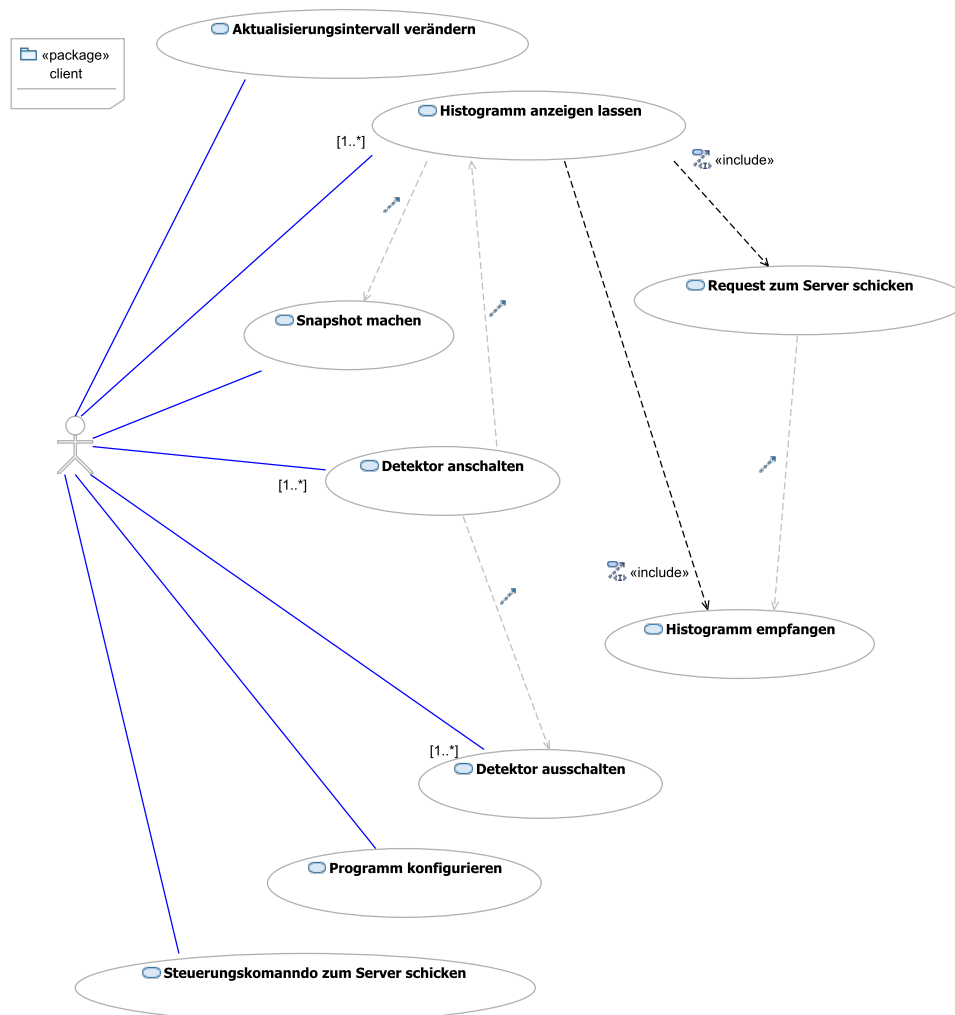 Aktualisierungsintervall verändern
«package»
client
Histogramm anzeigen lassen
[1..*]
«include»
Request zum Server schicken
Snapshot machen
Detektor anschalten
[1..*]
«include»
Histogramm empfangen
[1..*]
Detektor ausschalten
Programm konfigurieren
Steuerungskomanndo zum Server schicken